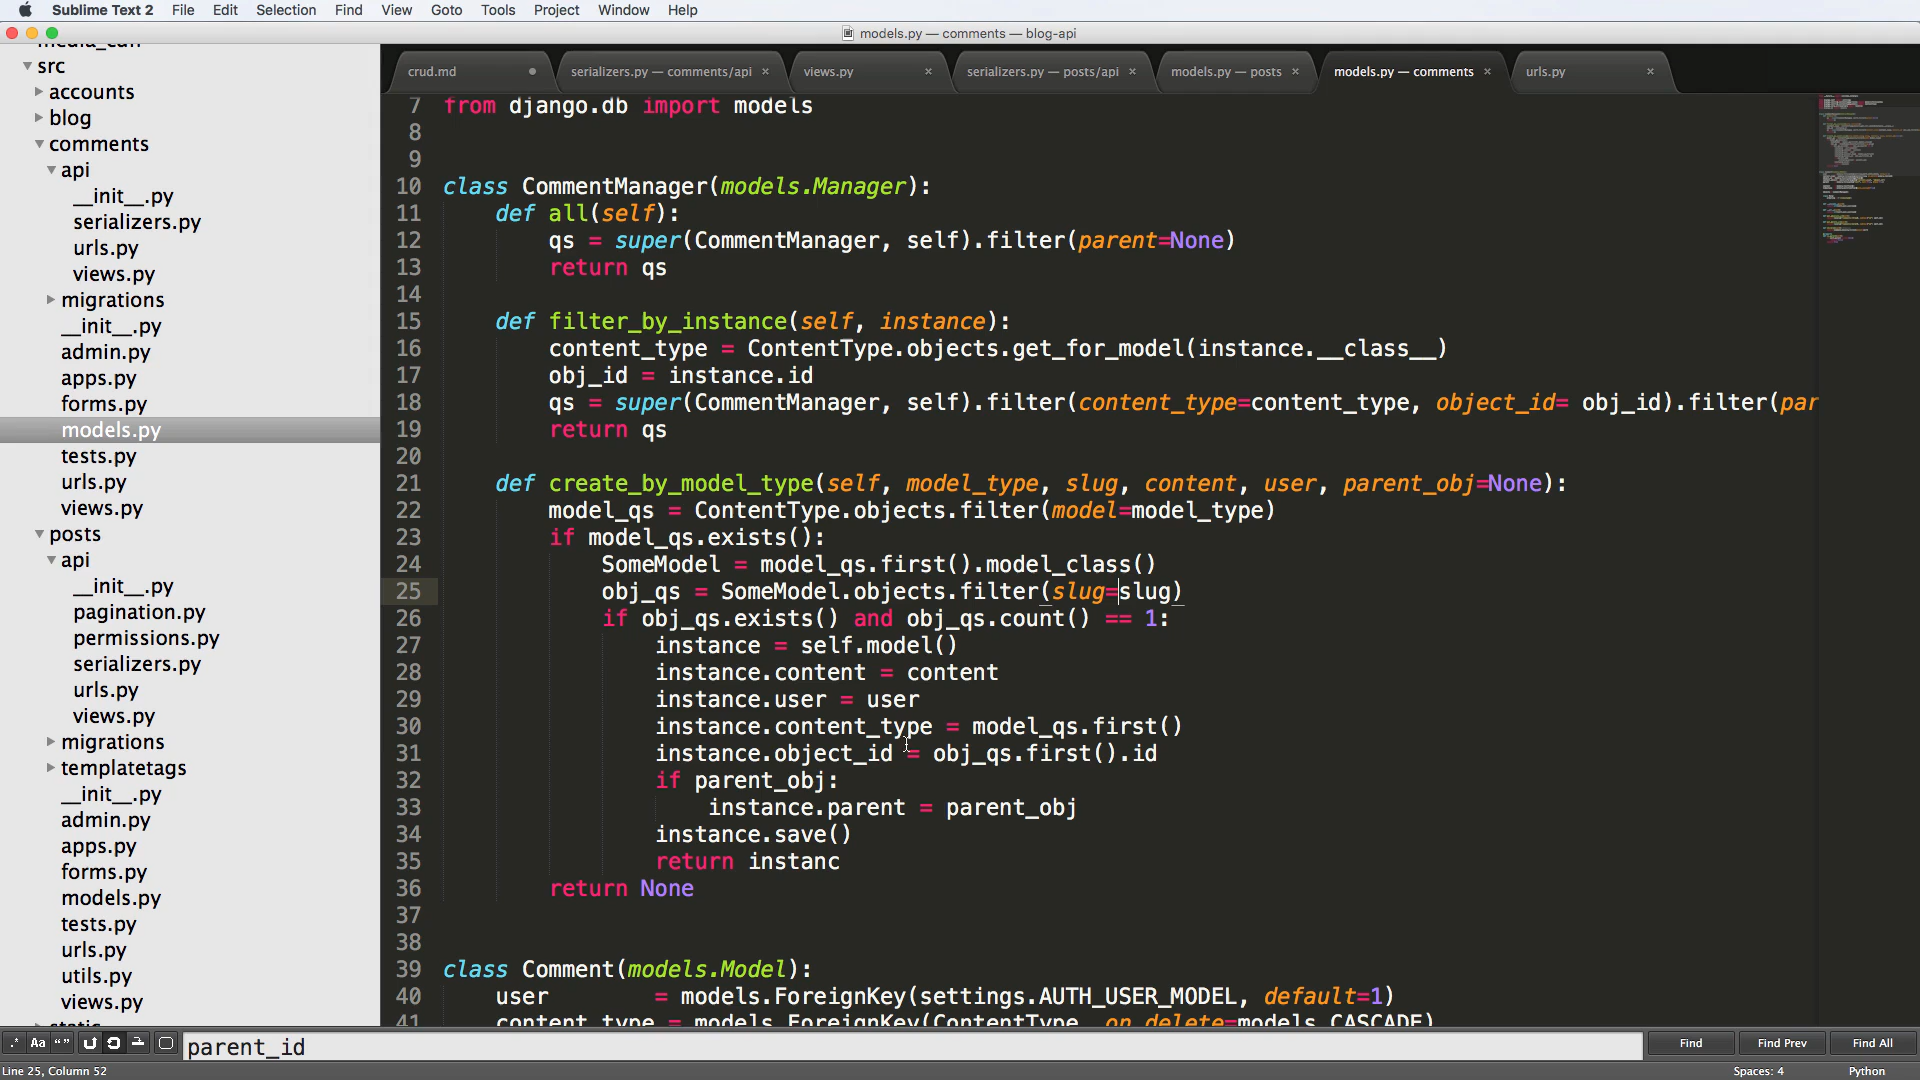 Sublime Text 2 File Edit Selection Find View Goto Tools Project Window Help
models.py — comments — blog-api
src
accounts
blog
comments
api
__init__.py
serializers.py
urls.py
views.py
migrations
__init__.py
admin.py
apps.py
forms.py
models.py
tests.py
urls.py
views.py
posts
api
__init__.py
pagination.py
permissions.py
serializers.py
urls.py
views.py
migrations
templatetags
__init__.py
admin.py
apps.py
forms.py
models.py
tests.py
urls.py
utils.py
views.py
crud.md serializers.py — comments/api × views.py × serializers.py — posts/api × models.py — posts × models.py — comments × urls.py ×
7 from django.db import models
8
9
10 class CommentManager(models.Manager):
11 def all(self):
12 qs = super(CommentManager, self).filter(parent=None)
13 return qs
14
15 def filter_by_instance(self, instance):
16 content_type = ContentType.objects.get_for_model(instance.__class__)
17 obj_id = instance.id
18 qs = super(CommentManager, self).filter(content_type=content_type, object_id= obj_id).filter(par
19 return qs
20
21 def create_by_model_type(self, model_type, slug, content, user, parent_obj=None):
22 model_qs = ContentType.objects.filter(model=model_type)
23 if model_qs.exists():
24 SomeModel = model_qs.first().model_class()
25 obj_qs = SomeModel.objects.filter(slug=slug)
26 if obj_qs.exists() and obj_qs.count() == 1:
27 instance = self.model()
28 instance.content = content
29 instance.user = user
30 instance.content_type = model_qs.first()
31 instance.object_id = obj_qs.first().id
32 if parent_obj:
33 instance.parent = parent_obj
34 instance.save()
35 return instanc
36 return None
37
38
39 class Comment(models.Model):
40 user = models.ForeignKey(settings.AUTH_USER_MODEL, default=1)
41 content_type = models.ForeignKey(ContentType, on_delete=models.CASCADE)
.* Aa “” parent_id Find Find Prev Find All
Line 25, Column 52 Spaces: 4 Python